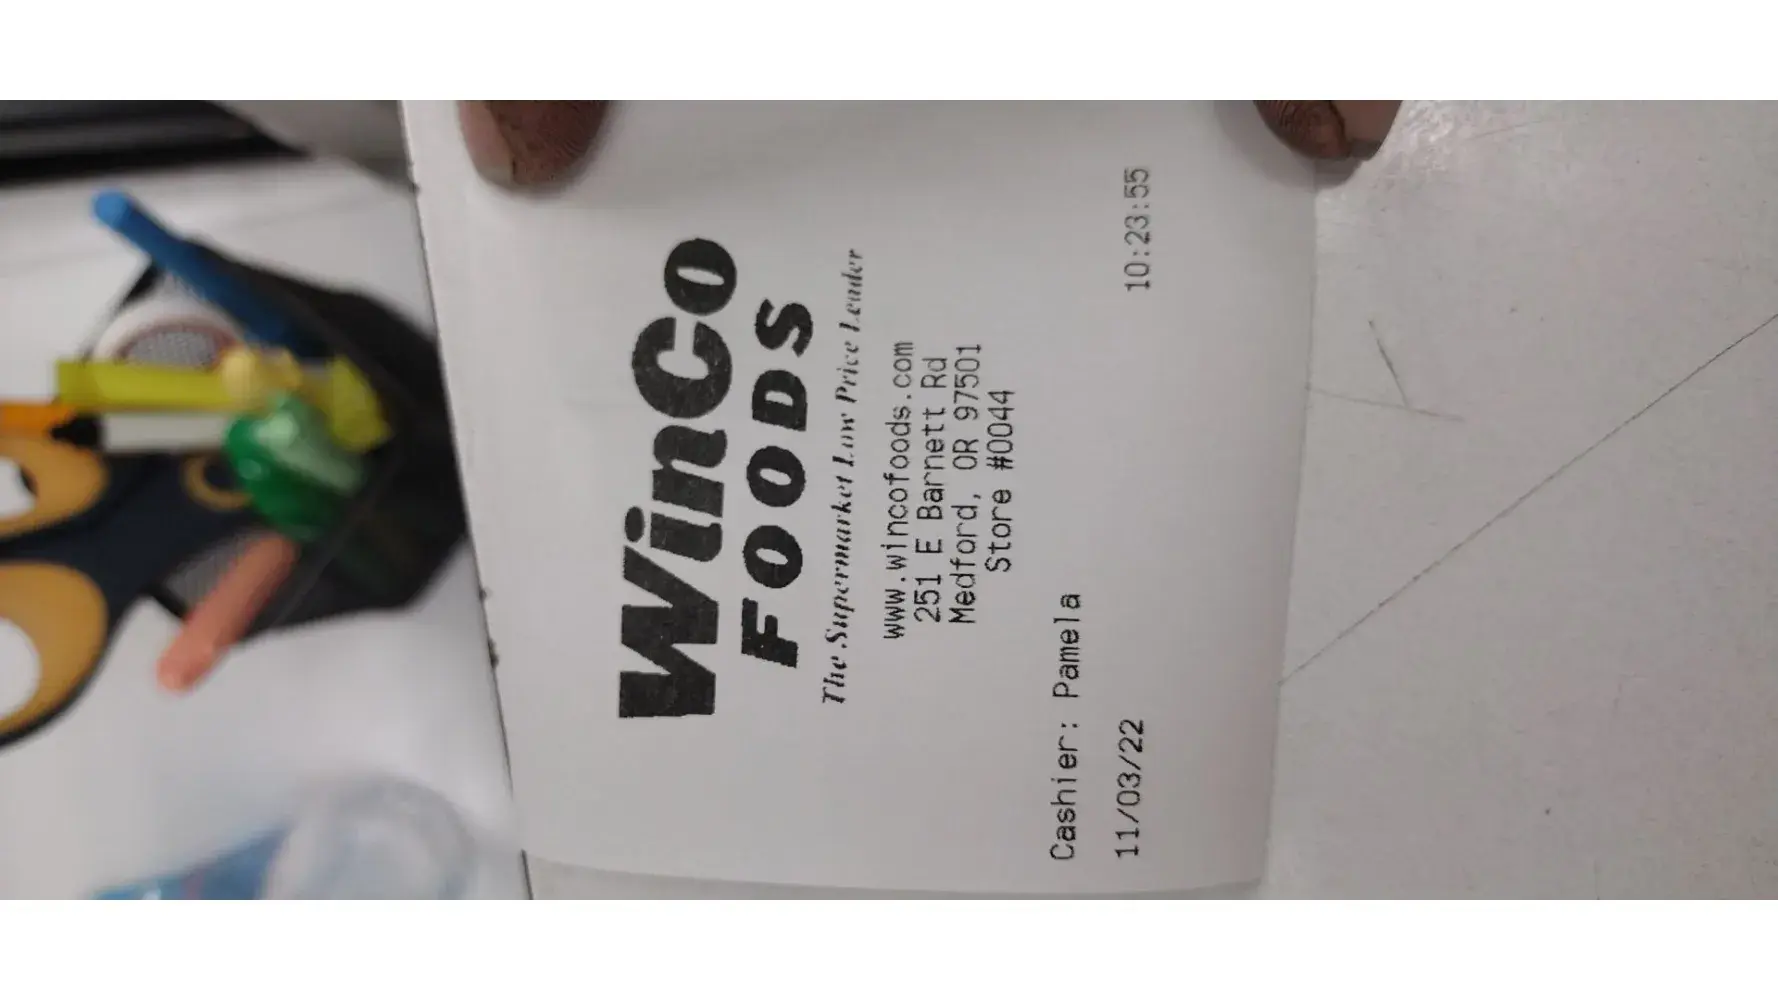 WinCo
FOODS
The Supermarket Low Price Leader
www.wincofoods.com
251 E Barnett Rd
Medford, OR 97501
Store #0044
Cashier: Pamela
11/03/22 10:23:55